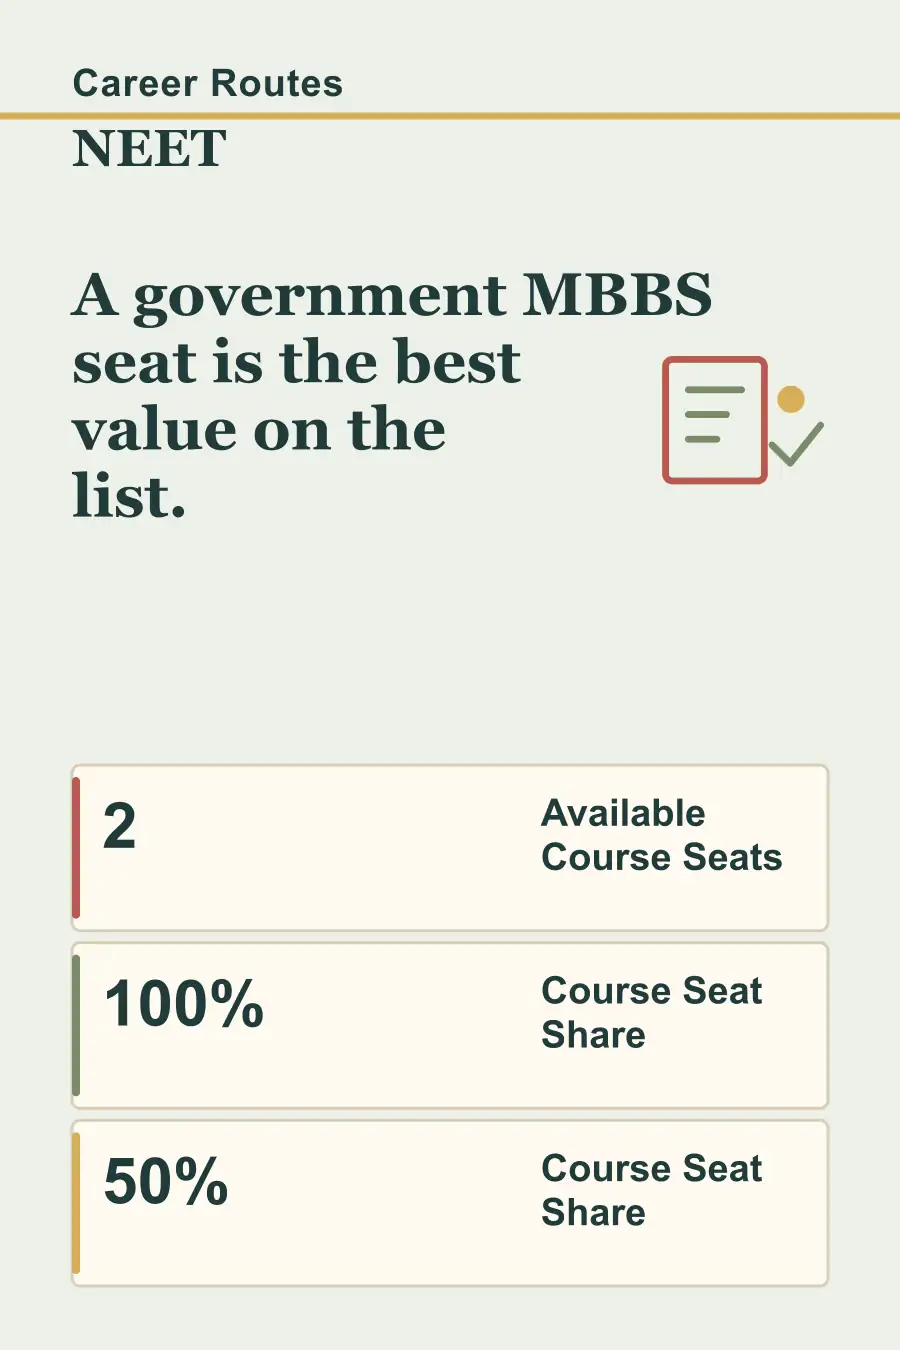 Career Routes
NEET
A government MBBS
seat is the best
value on the
list.
2
Available
Course Seats
100%
Course Seat
Share
50%
Course Seat
Share